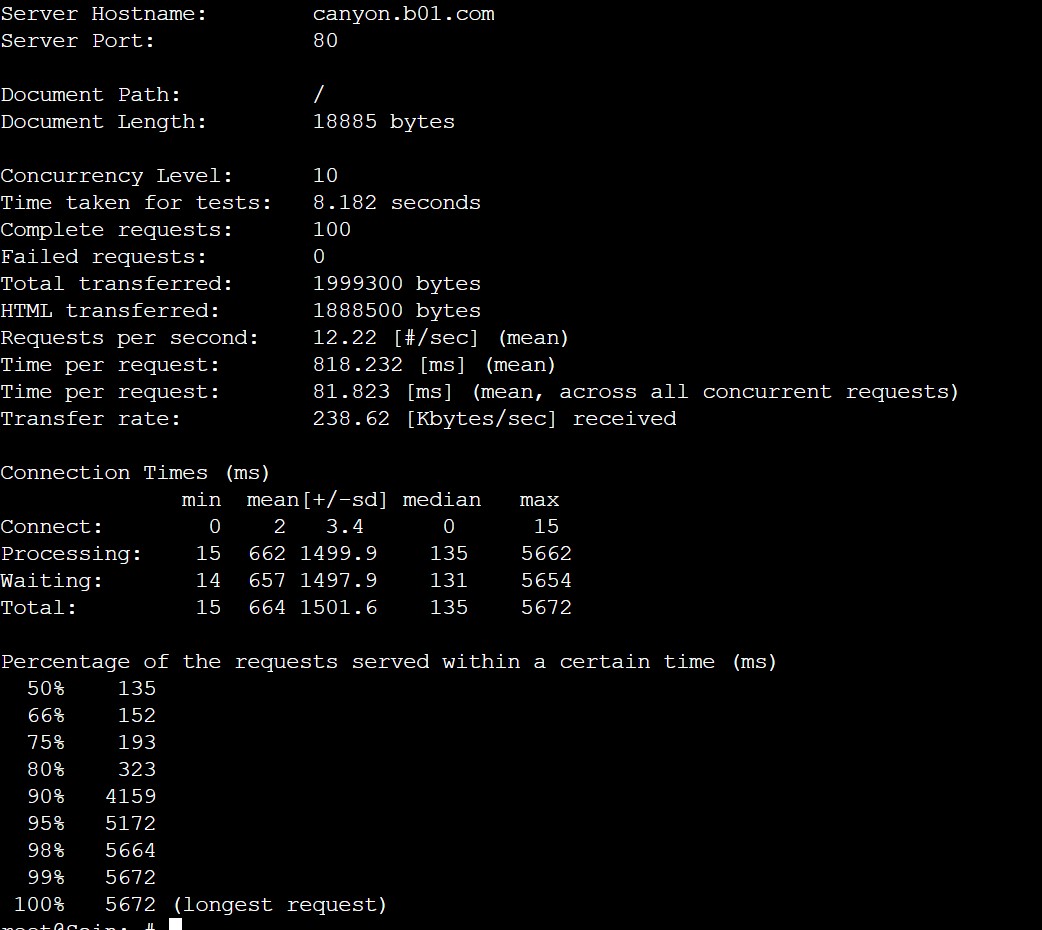 Server Hostname:        canyon.b01.com
Server Port:            80
Document Path:          /
Document Length:        18885 bytes
Concurrency Level:      10
Time taken for tests:   8.182 seconds
Complete requests:      100
Failed requests:        0
Total transferred:      1999300 bytes
HTML transferred:       1888500 bytes
Requests per second:    12.22 [#/sec] (mean)
Time per request:       818.232 [ms] (mean)
Time per request:       81.823 [ms] (mean, across all concurrent requests)
Transfer rate:          238.62 [Kbytes/sec] received
Connection Times (ms)
              min  mean[+/-sd] median   max
Connect:        0    2   3.4      0      15
Processing:    15  662 1499.9    135    5662
Waiting:       14  657 1497.9    131    5654
Total:         15  664 1501.6    135    5672
Percentage of the requests served within a certain time (ms)
  50%    135
  66%    152
  75%    193
  80%    323
  90%   4159
  95%   5172
  98%   5664
  99%   5672
 100%   5672 (longest request)